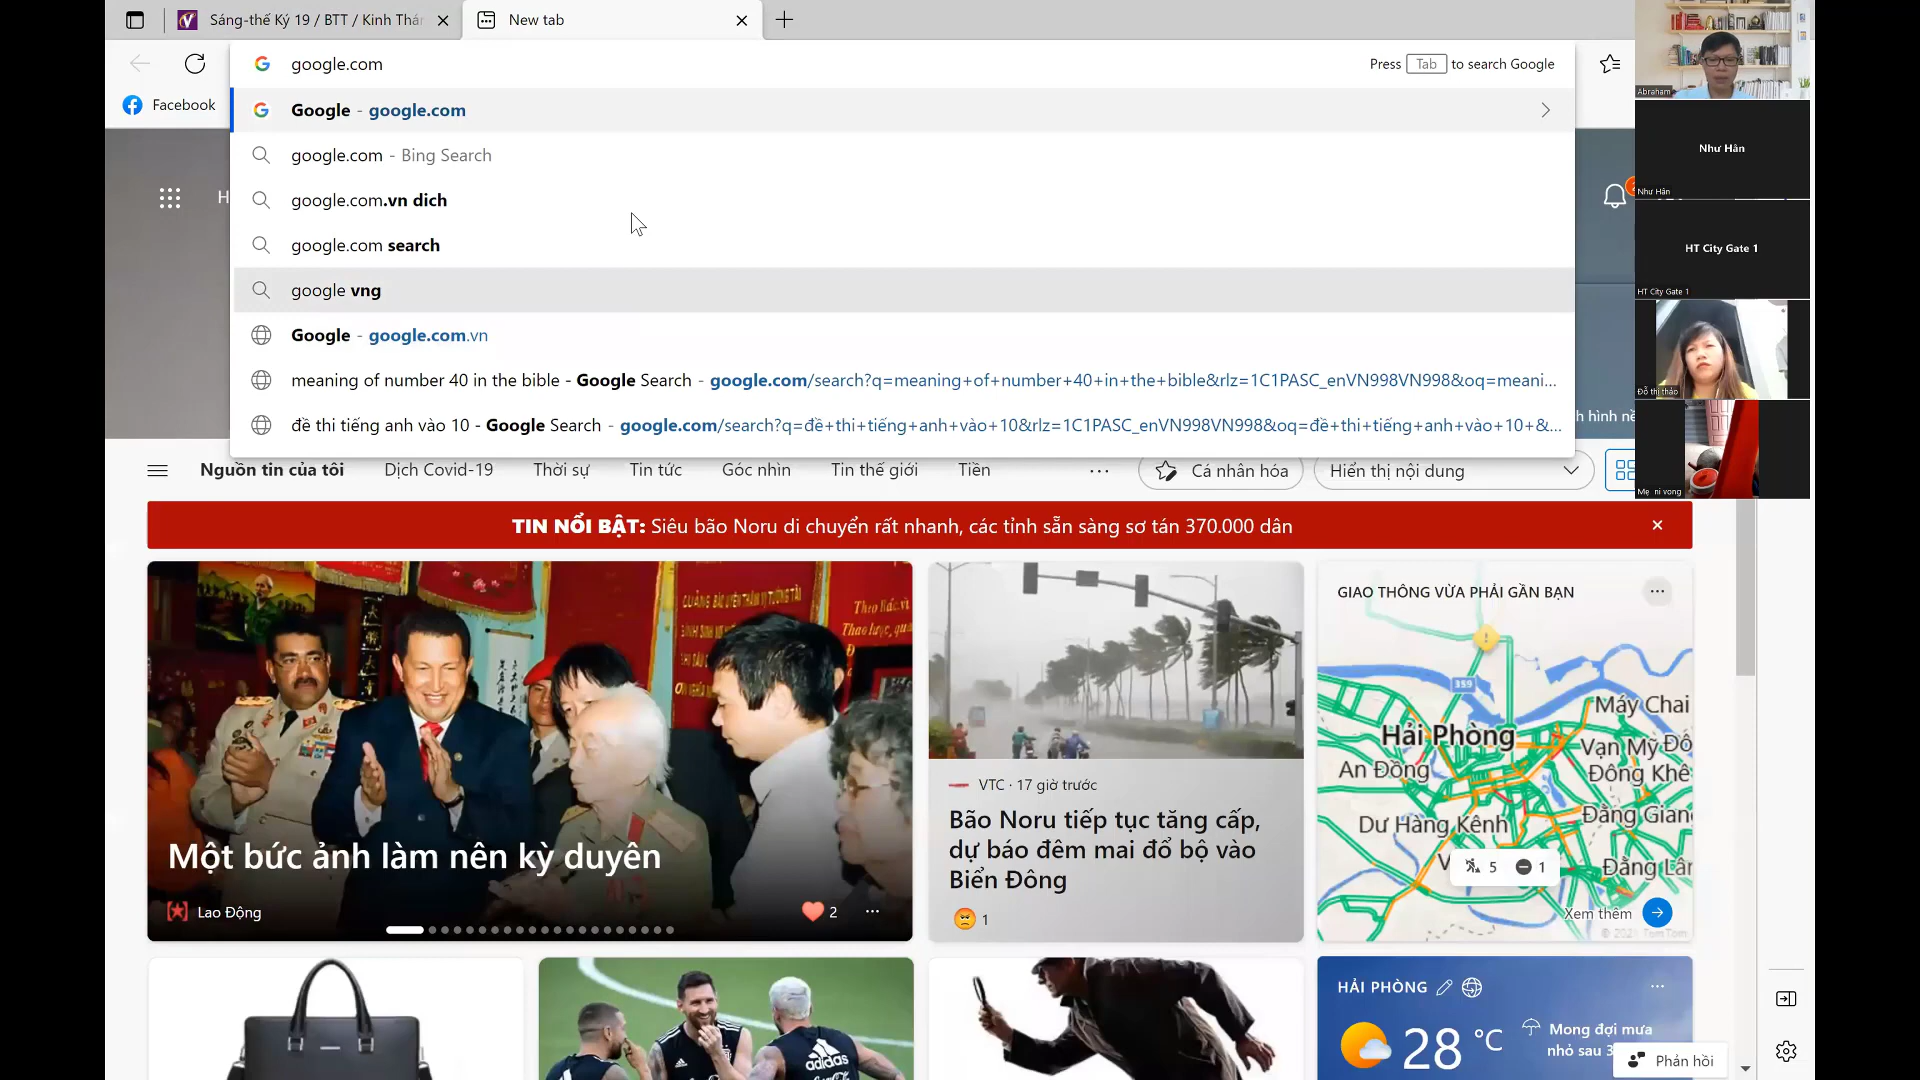 Sáng-thế Ký 19 / BTT / Kinh Thán
New tab
google.com
Press Tab to search Google
Facebook
Google - google.com
google.com - Bing Search
google.com.vn dich
google.com search
google vng
Google - google.com.vn
meaning of number 40 in the bible - Google Search - google.com/search?q=meaning+of+number+40+in+the+bible&rlz=1C1PASC_enVN998VN998&oq=meani...
đề thi tiếng anh vào 10 - Google Search - google.com/search?q=đề+thi+tiếng+anh+vào+10&rlz=1C1PASC_enVN998VN998&oq=đề+thi+tiếng+anh+vào+10+&...
Abraham
Như Hân
Như Hân
HT City Gate 1
HT City Gate 1
Đỗ thị thảo
Mẹ ni vong
Nguồn tin của tôi
Dịch Covid-19
Thời sự
Tin tức
Góc nhìn
Tin thế giới
Tiền
Cá nhân hóa
Hiển thị nội dung
TIN NỔI BẬT: Siêu bão Noru di chuyển rất nhanh, các tỉnh sẵn sàng sơ tán 370.000 dân
Một bức ảnh làm nên kỳ duyên
Lao Động
2
VTC · 17 giờ trước
Bão Noru tiếp tục tăng cấp,
dự báo đêm mai đổ bộ vào
Biển Đông
1
GIAO THÔNG VỪA PHẢI GẦN BẠN
359
Máy Chai
Hải Phòng
Vạn Mỹ
An Đồng
Đông Khê
Đằng Giang
Dư Hàng Kênh
5
1
Xem thêm
adidas
HẢI PHÒNG
28 °C
Mong đợi mưa
nhỏ sau 3
Phản hồi